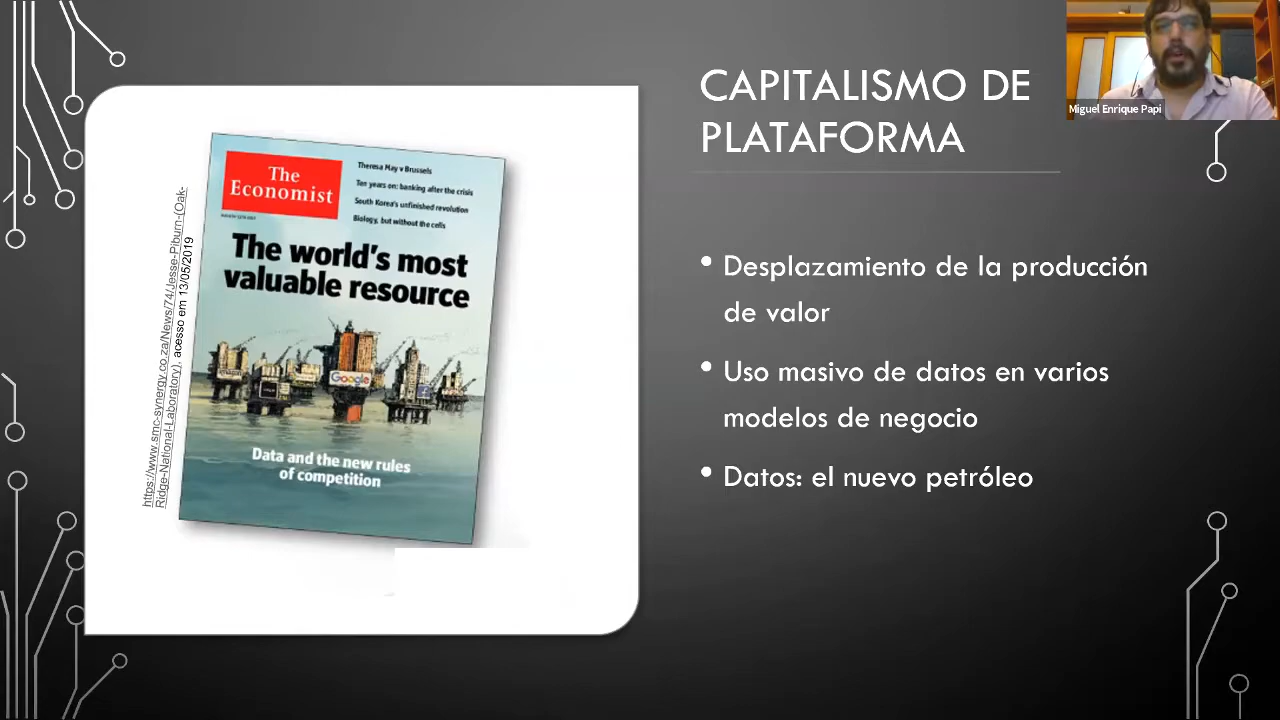 CAPITALISMO DE
PLATAFORMA
Miguel Enrique Papi
Desplazamiento de la producción
de valor
Uso masivo de datos en varios
modelos de negocio
Datos: el nuevo petróleo
The
Economist
Theresa May v Brussels
Ten years on: banking after the crisis
South Korea's unfinished revolution
Biology, but without the cells
The world's most
valuable resource
amazon
Google
Data and the new rules
of competition
https://www.smc-synergy.co.za/News/74/Jesse-Piburn-(Oak-
Ridge-National-Laboratory), acesso em 13/05/2019